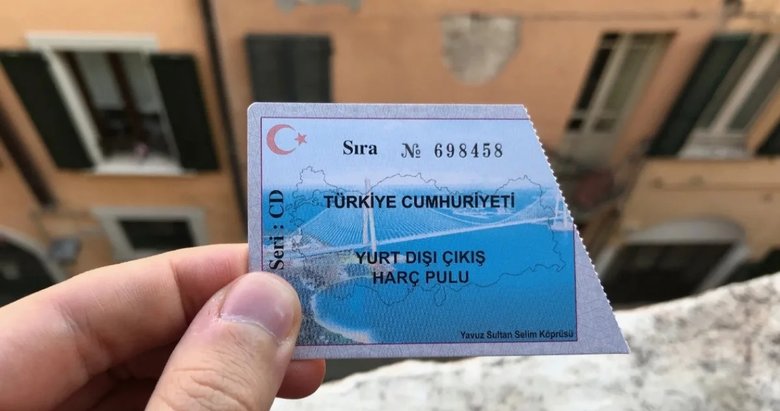 Sıra № 698458
Seri : CD
TÜRKİYE CUMHURİYETİ
YURT DIŞI ÇIKIŞ
HARÇ PULU
Yavuz Sultan Selim Köprüsü